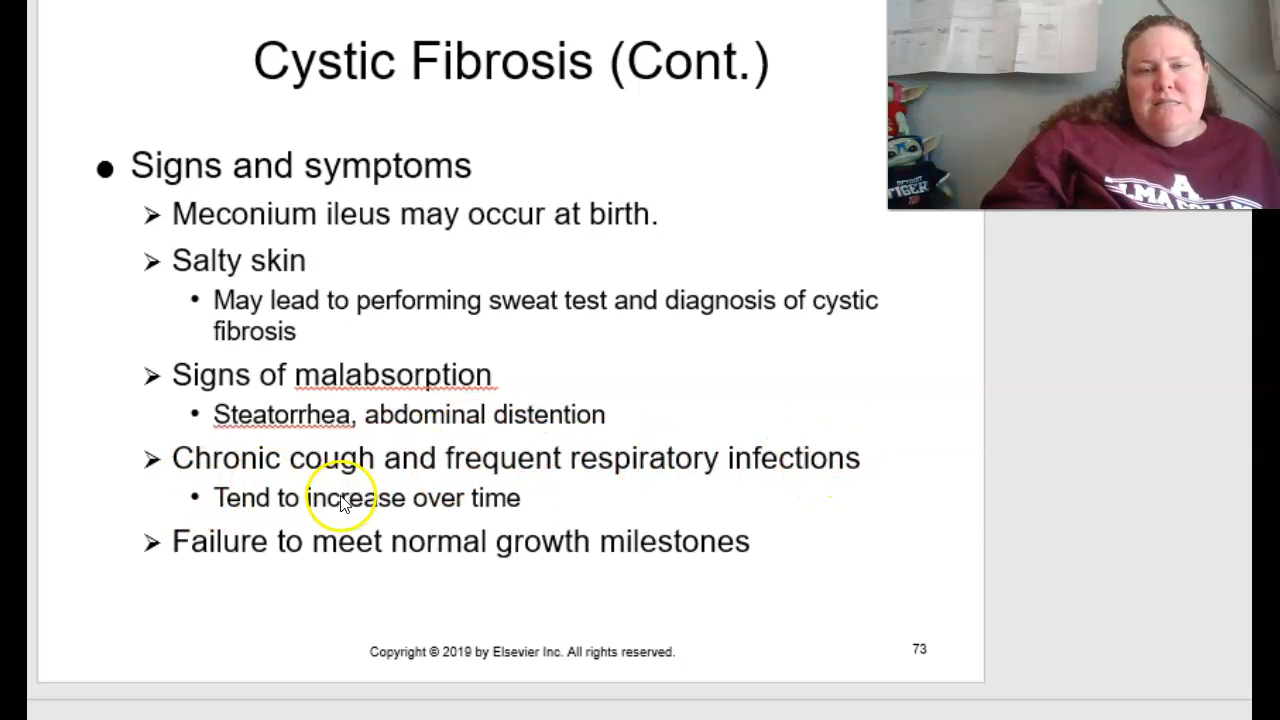 Cystic Fibrosis (Cont.)
● Signs and symptoms
➢ Meconium ileus may occur at birth.
➢ Salty skin
• May lead to performing sweat test and diagnosis of cystic
fibrosis
➢ Signs of malabsorption
• Steatorrhea, abdominal distention
➢ Chronic cough and frequent respiratory infections
• Tend to increase over time
➢ Failure to meet normal growth milestones
Copyright © 2019 by Elsevier Inc. All rights reserved.
73
DETROIT
TIGER
A